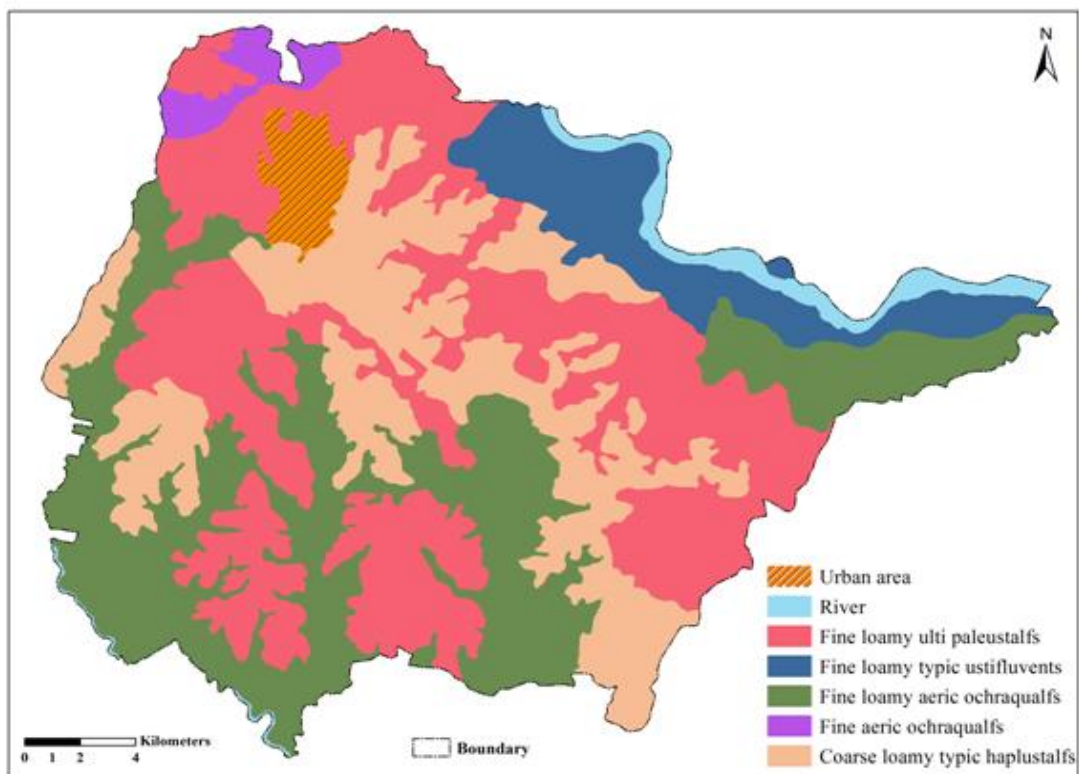 N
Urban area
River
Fine loamy ulti paleustalfs
Fine loamy typic ustifluvents
Fine loamy aeric ochraqualfs
Fine aeric ochraqualfs
Coarse loamy typic haplustalfs
Kilometers
0 1 2 4
Boundary